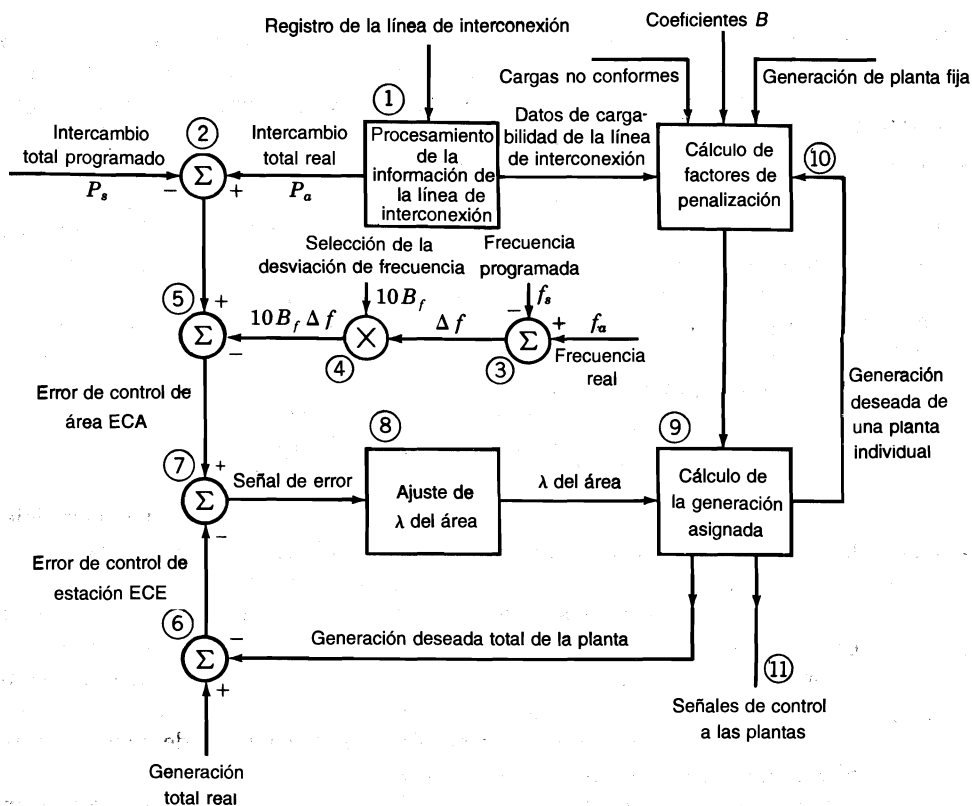 Registro de la línea de interconexión
Coeficientes B
Cargas no conformes
Generación de planta fija
①
Procesamiento
de la
información de
la línea de
interconexión
Datos de carga-
bilidad de la línea
de interconexión
Cálculo de
factores de
penalización
⑩
②
Intercambio
total programado
P_s
−
Σ
+
Intercambio
total real
P_a
Selección de la
desviación de frecuencia
10B_f
Frecuencia
programada
f_s
−
⑤
+
Σ
−
10B_f Δf
×
④
Δf
Σ
③
+
f_a
Frecuencia
real
Error de control de
área ECA
Generación
deseada de
una planta
individual
⑦
+
Σ
−
Señal de error
⑧
Ajuste de
λ del área
λ del área
⑨
Cálculo de
la generación
asignada
Error de control de
estación ECE
⑥
−
Σ
+
Generación deseada total de la planta
⑪
Señales de control
a las plantas
Generación
total real